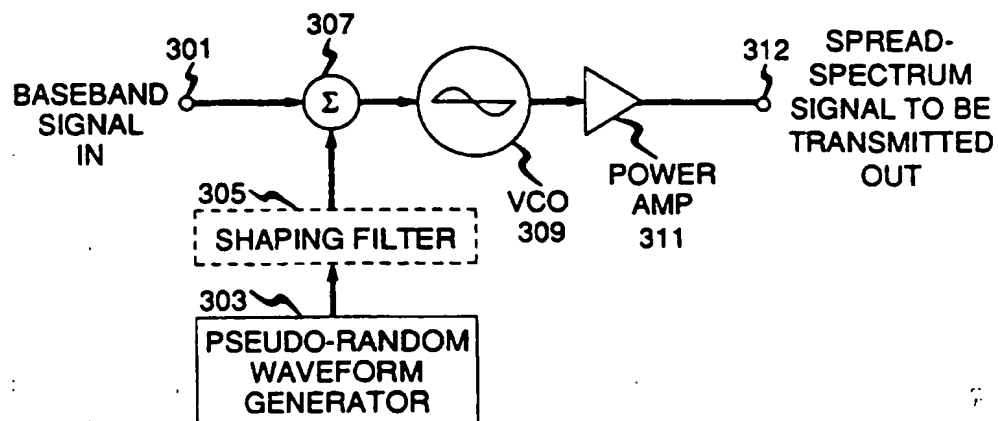 301
BASEBAND
SIGNAL
IN
307
Σ
VCO
309
POWER
AMP
311
312
SPREAD-
SPECTRUM
SIGNAL TO BE
TRANSMITTED
OUT
305
SHAPING FILTER
303
PSEUDO-RANDOM
WAVEFORM
GENERATOR